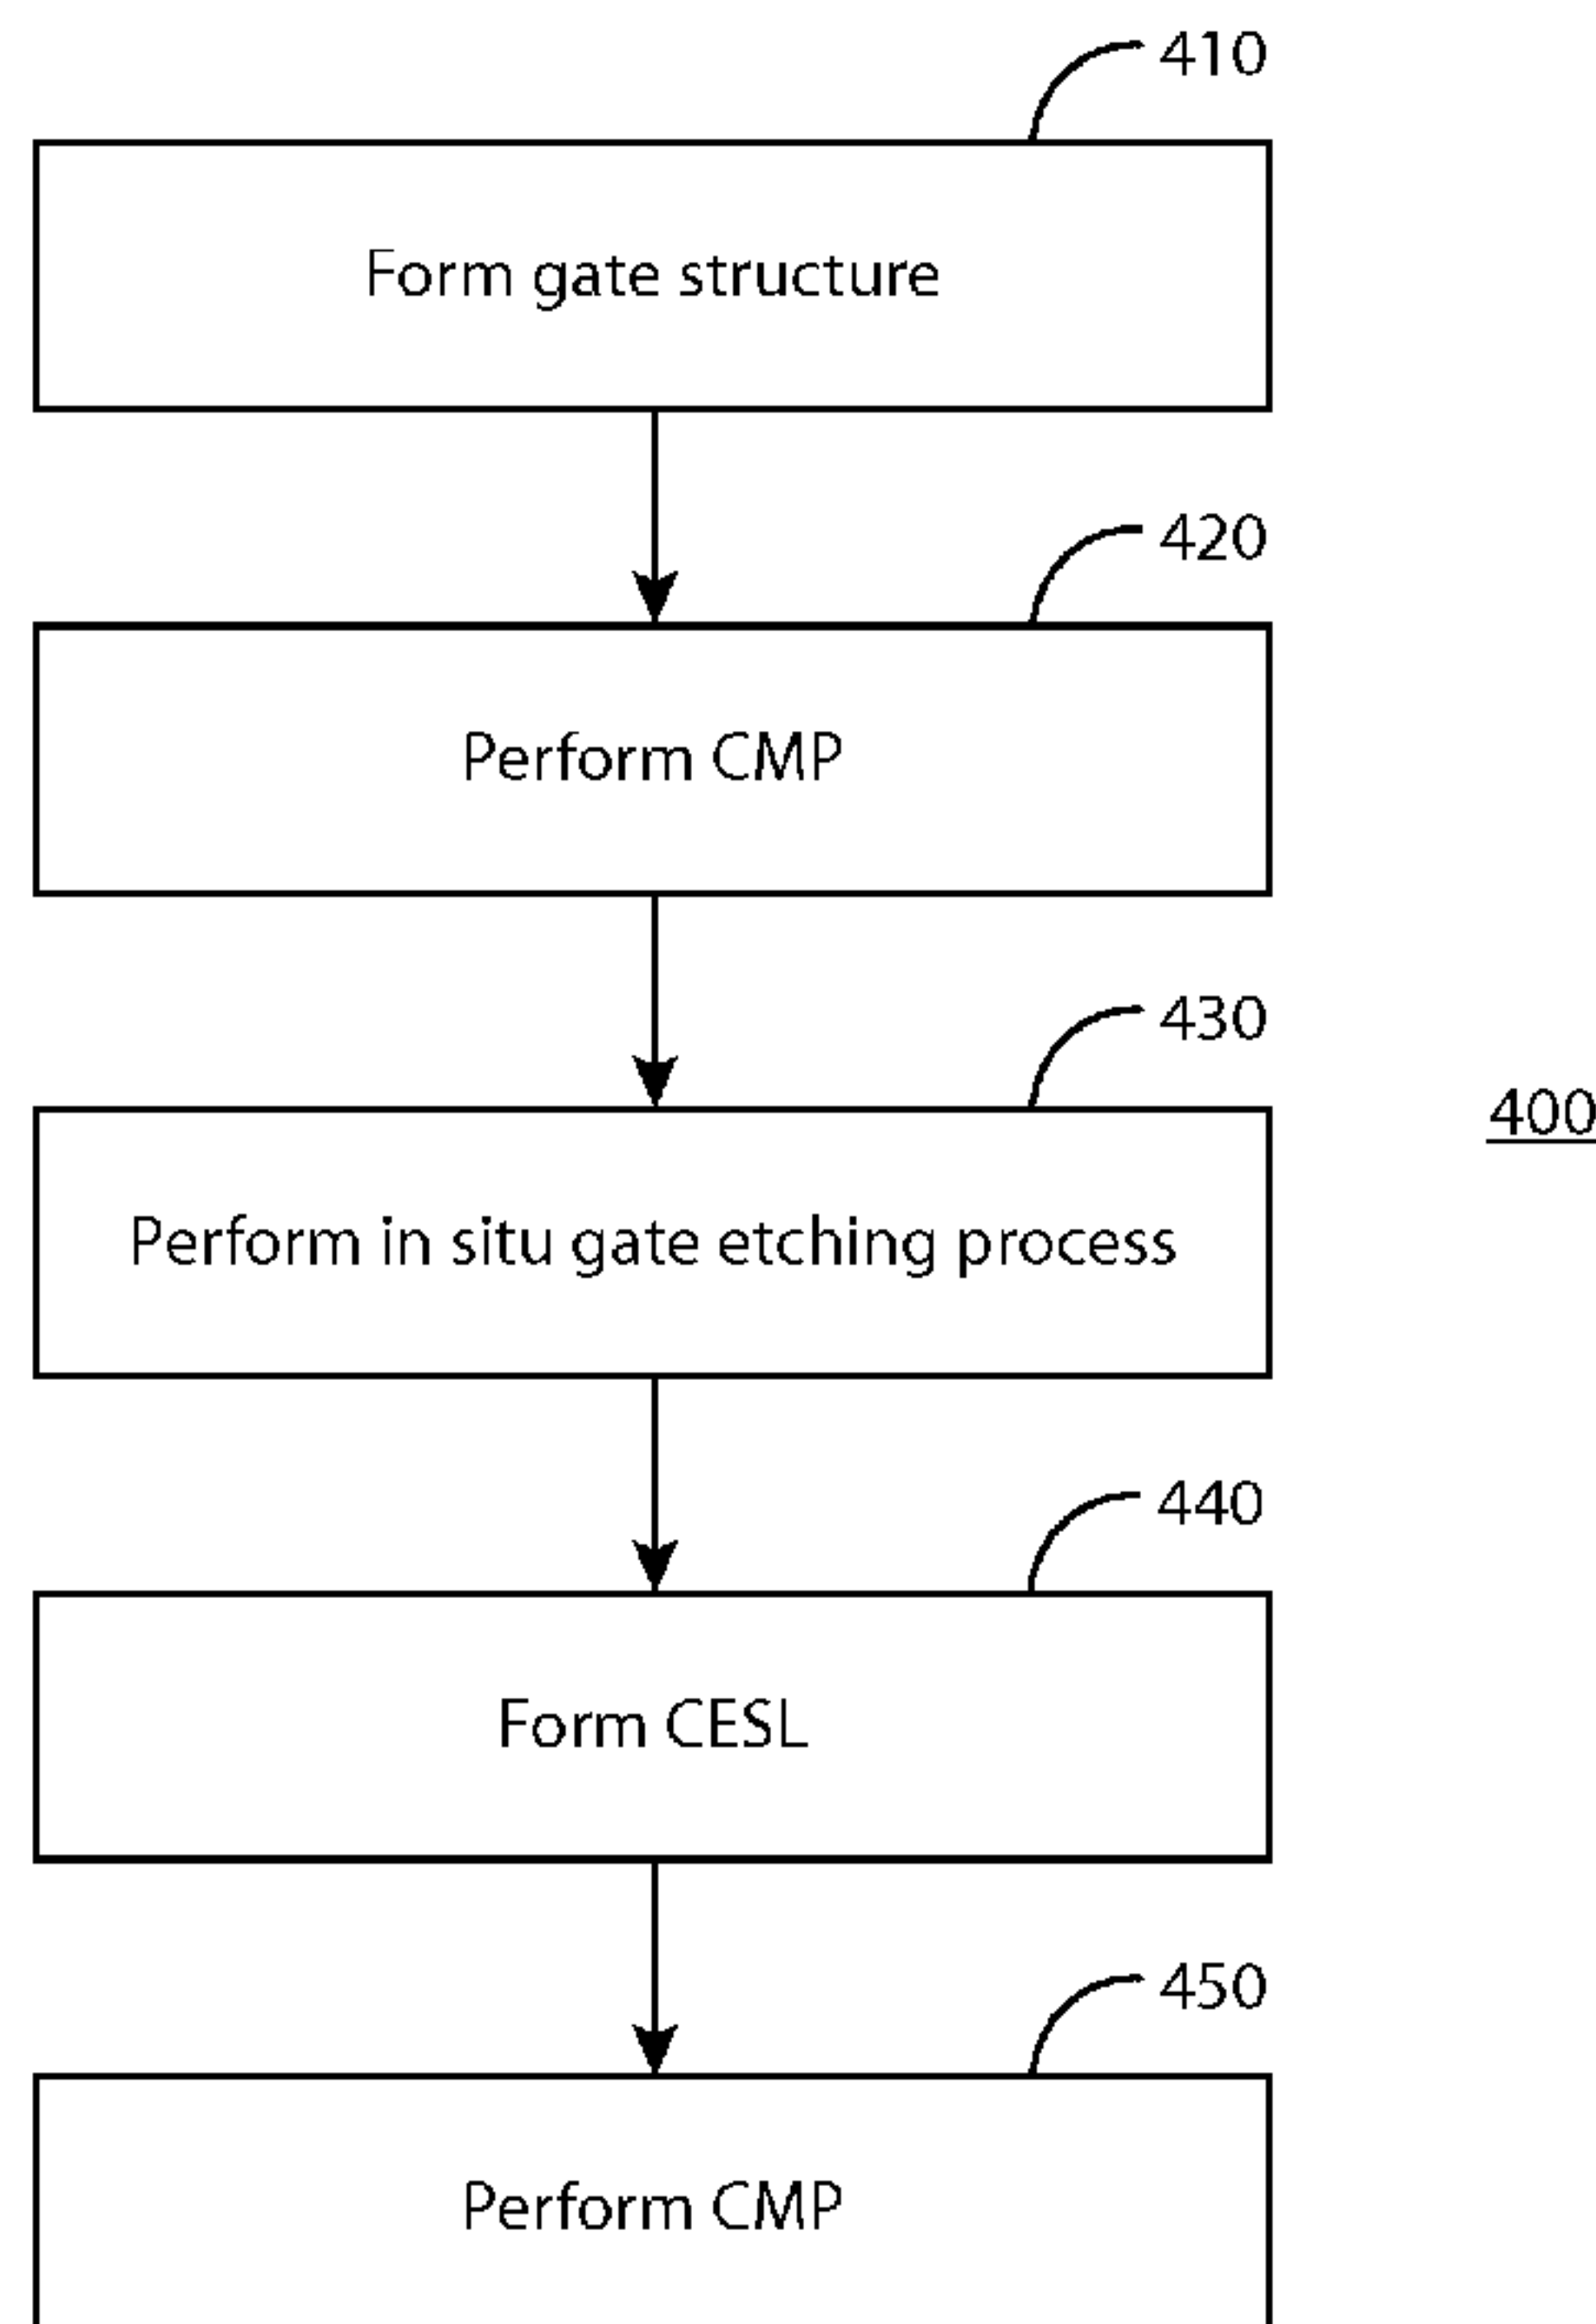 410
Form gate structure
420
Perform CMP
430
Perform in situ gate etching process
400
440
Form CESL
450
Perform CMP